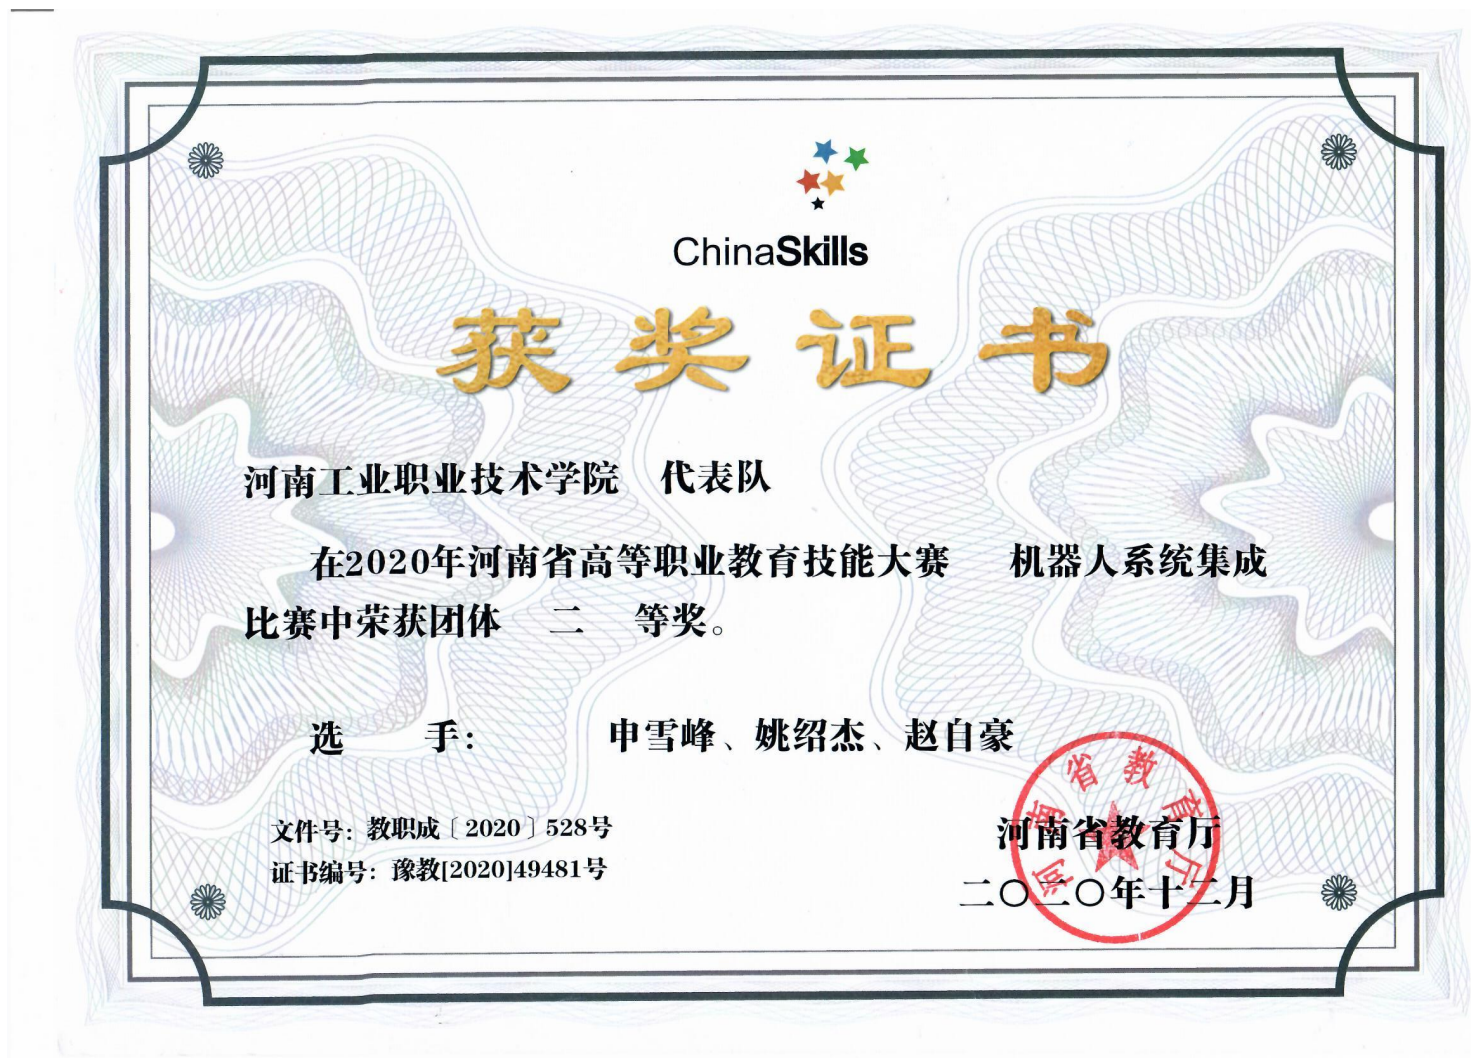 ChinaSkills
获奖证书
河南工业职业技术学院 代表队
在2020年河南省高等职业教育技能大赛 机器人系统集成
比赛中荣获团体 二 等奖。
选 手: 申雪峰、姚绍杰、赵自豪
文件号: 教职成〔2020〕528号
证书编号: 豫教[2020]49481号
河南省教育厅
二〇二〇年十二月
河南省教育厅